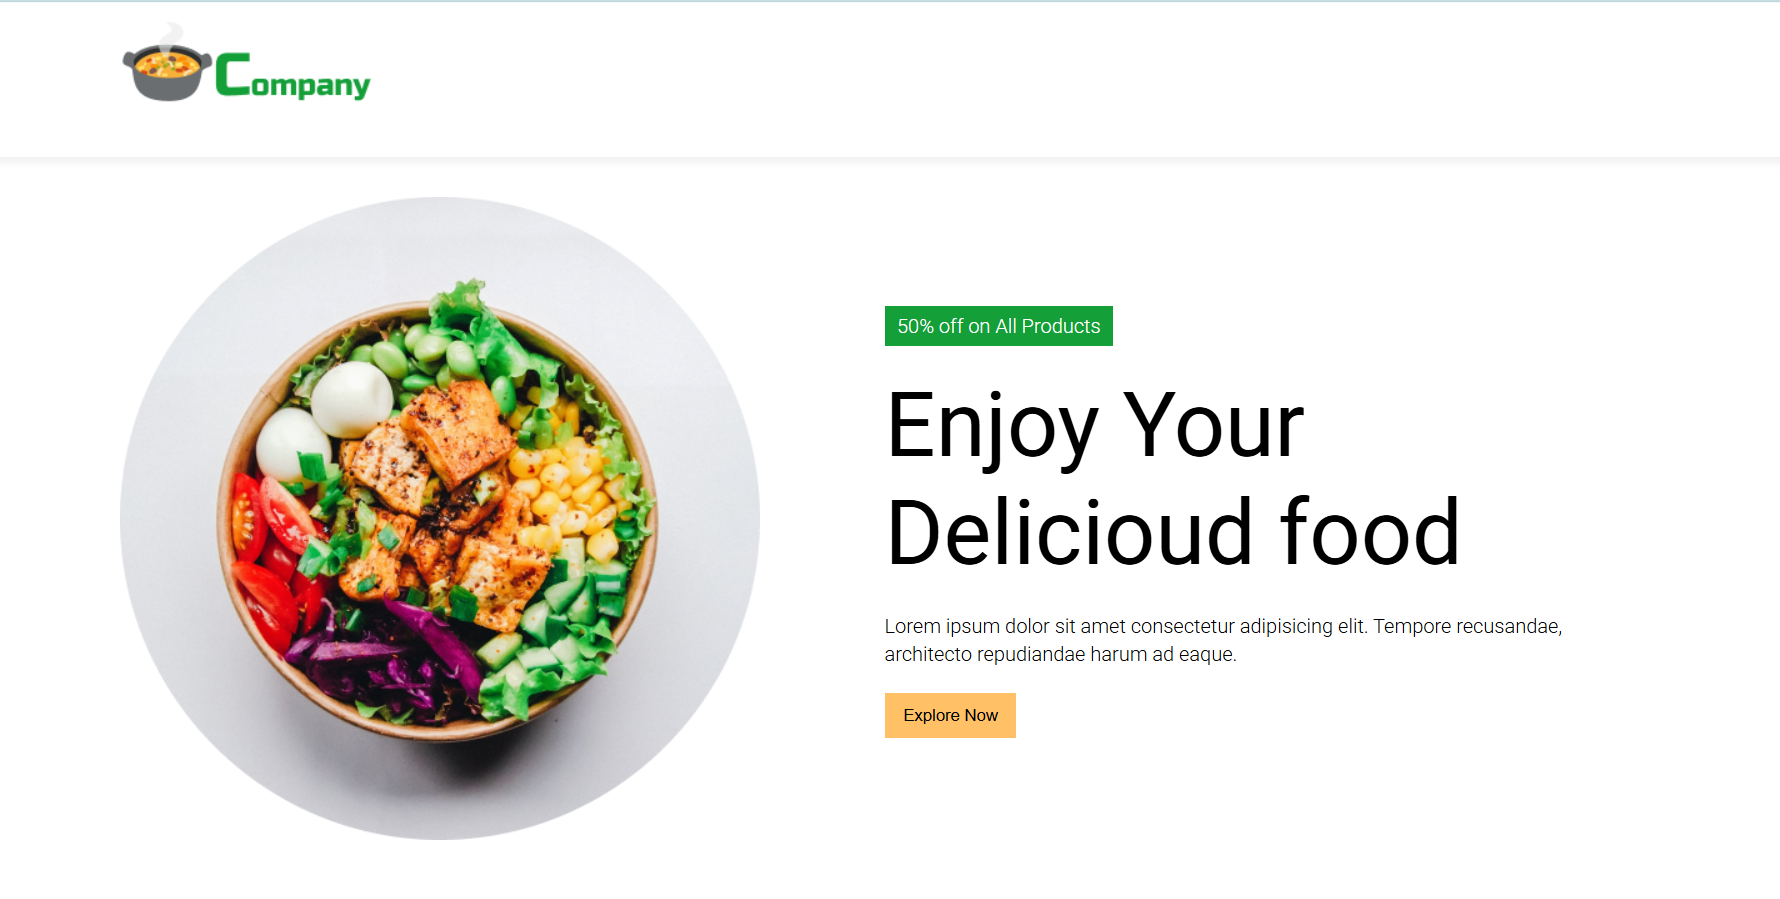 Company
50% off on All Products
Enjoy Your
Delicioud food
Lorem ipsum dolor sit amet consectetur adipisicing elit. Tempore recusandae,
architecto repudiandae harum ad eaque.
Explore Now